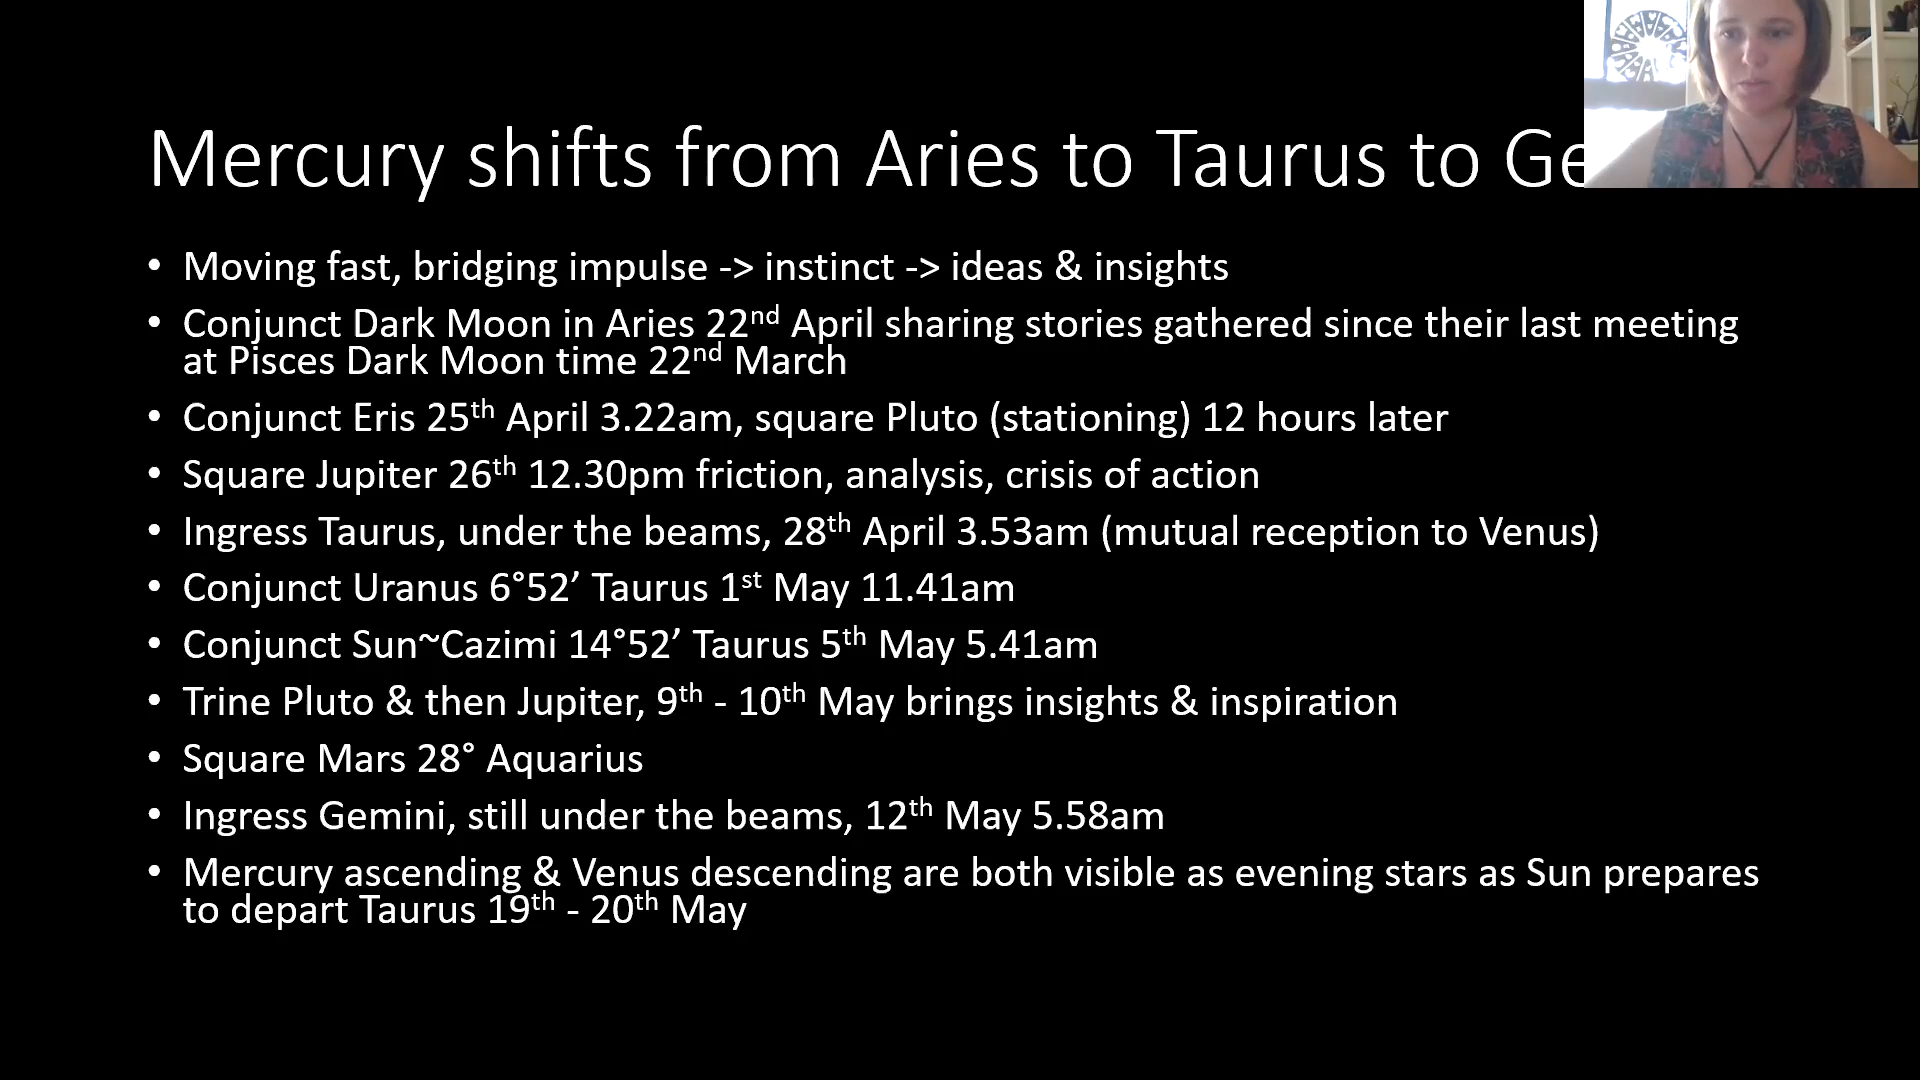 Mercury shifts from Aries to Taurus to Ge
• Moving fast, bridging impulse -> instinct -> ideas & insights
• Conjunct Dark Moon in Aries 22nd April sharing stories gathered since their last meeting
at Pisces Dark Moon time 22nd March
• Conjunct Eris 25th April 3.22am, square Pluto (stationing) 12 hours later
• Square Jupiter 26th 12.30pm friction, analysis, crisis of action
• Ingress Taurus, under the beams, 28th April 3.53am (mutual reception to Venus)
• Conjunct Uranus 6°52’ Taurus 1st May 11.41am
• Conjunct Sun~Cazimi 14°52’ Taurus 5th May 5.41am
• Trine Pluto & then Jupiter, 9th - 10th May brings insights & inspiration
• Square Mars 28° Aquarius
• Ingress Gemini, still under the beams, 12th May 5.58am
• Mercury ascending & Venus descending are both visible as evening stars as Sun prepares
to depart Taurus 19th - 20th May